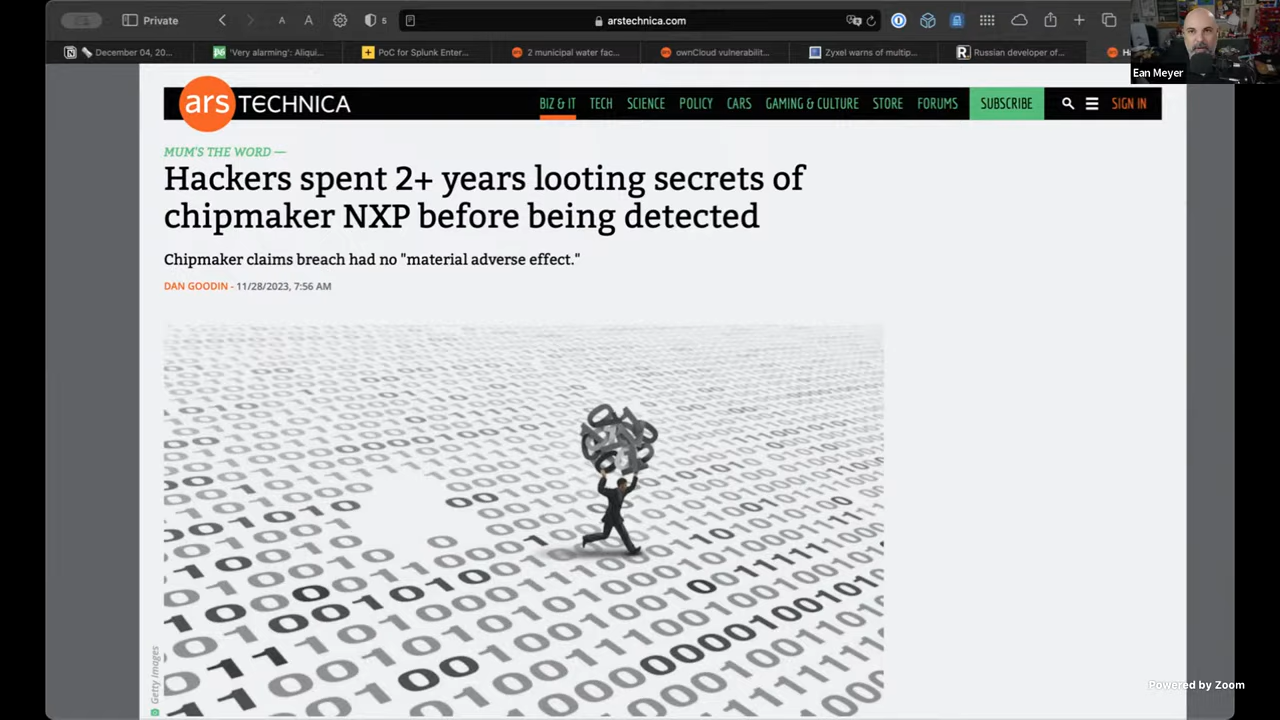 Private
A
A
5
arstechnica.com
December 04, 20...
'Very alarming': Aliqui...
PoC for Splunk Enter...
2 municipal water fac...
ownCloud vulnerabilit...
Zyxel warns of multip...
Russian developer of...
Ean Meyer
ars TECHNICA
BIZ & IT
TECH
SCIENCE
POLICY
CARS
GAMING & CULTURE
STORE
FORUMS
SUBSCRIBE
SIGN IN
MUM'S THE WORD —
Hackers spent 2+ years looting secrets of
chipmaker NXP before being detected
Chipmaker claims breach had no "material adverse effect."
DAN GOODIN - 11/28/2023, 7:56 AM
Getty Images
Powered by Zoom